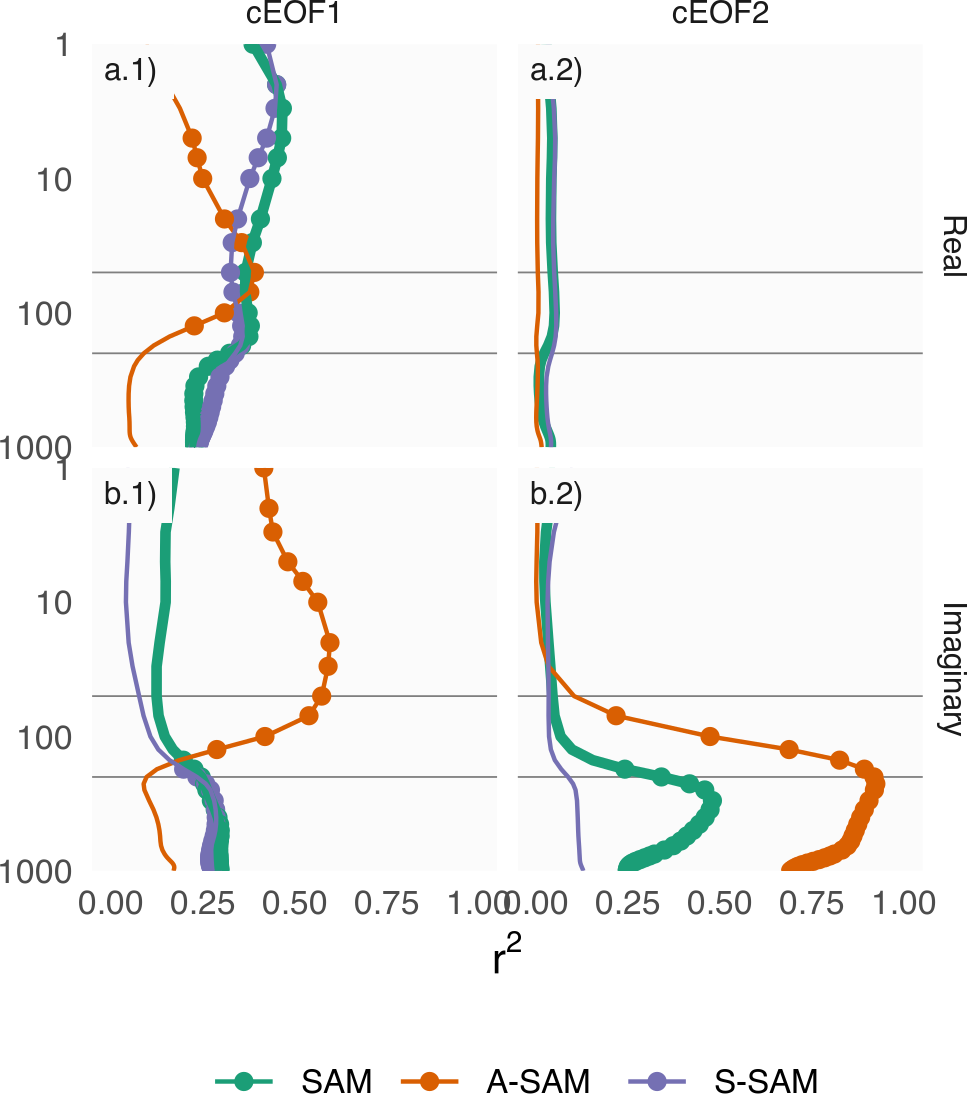 cEOF1 cEOF2
1
a.1) a.2)
10
100
1000
Real
1
b.1) b.2)
10
100
1000
Imaginary
0.00 0.25 0.50 0.75 1.00 0.00 0.25 0.50 0.75 1.00
r²
SAM A-SAM S-SAM